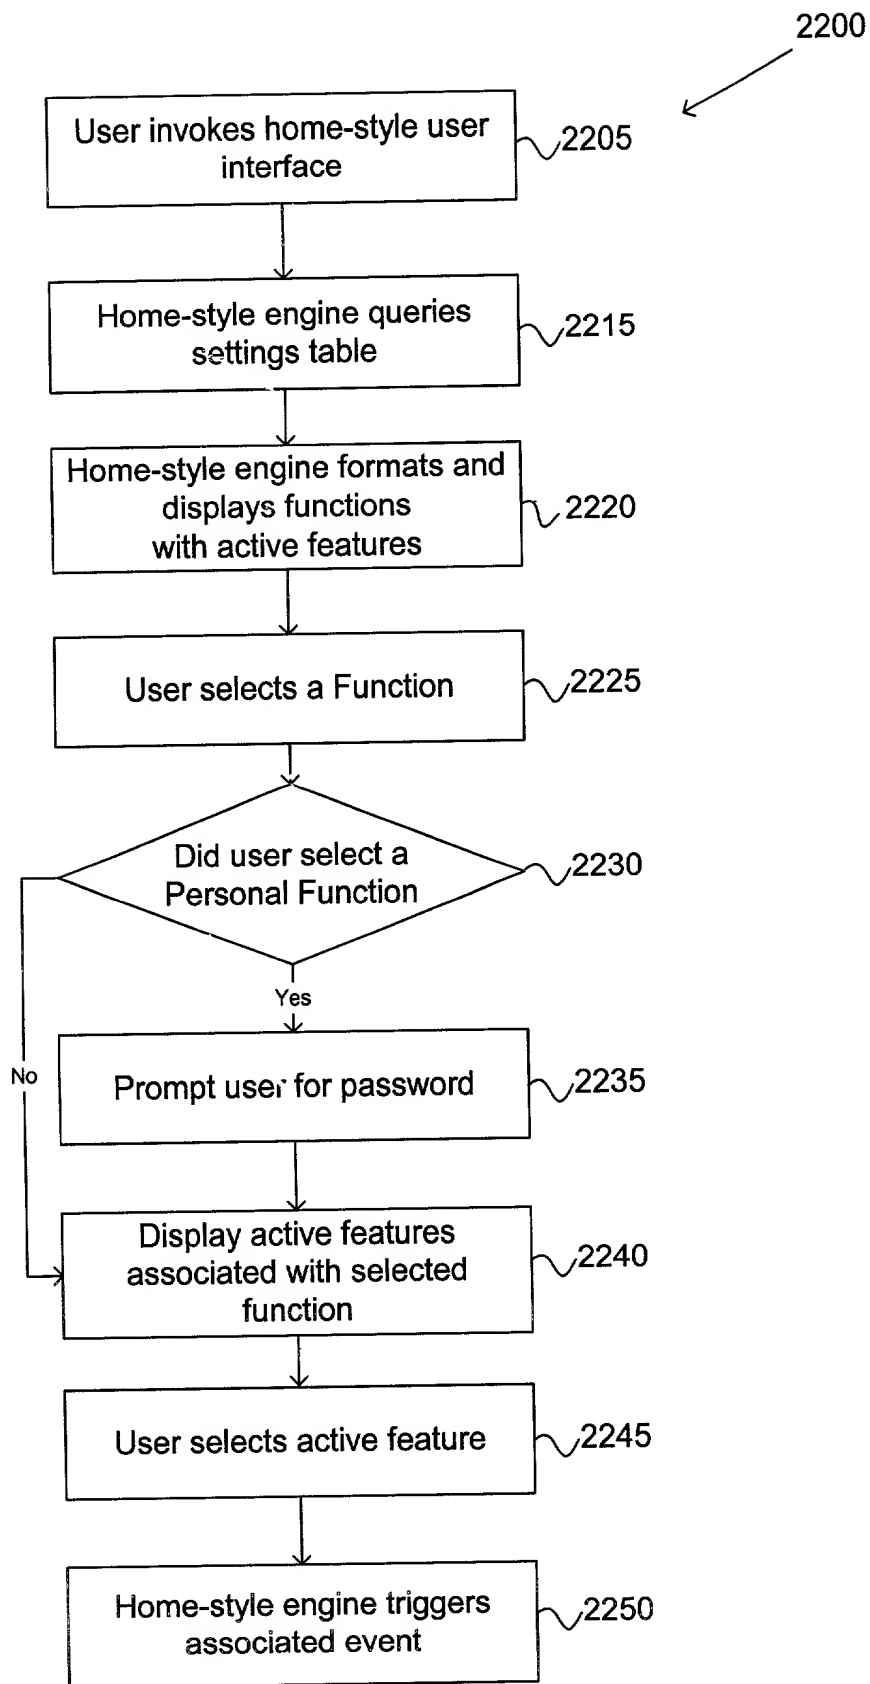 2200
User invokes home-style user
interface
2205
Home-style engine queries
settings table
2215
Home-style engine formats and
displays functions
with active features
2220
User selects a Function
2225
Did user select a
Personal Function
2230
Yes
No
Prompt user for password
2235
Display active features
associated with selected
function
2240
User selects active feature
2245
Home-style engine triggers
associated event
2250